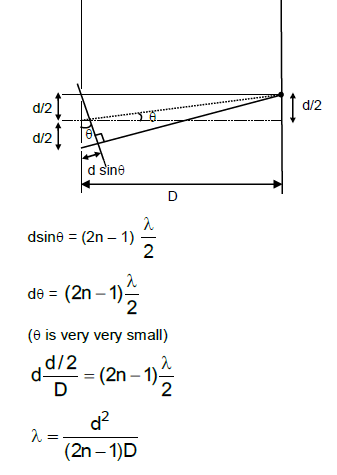 d/2
θ
d/2
d/2
θ
d sinθ
D
dsinθ = (2n – 1) λ/2
dθ = (2n – 1) λ/2
(θ is very very small)
d d/2 / D = (2n – 1) λ/2
λ = d² / (2n – 1)D